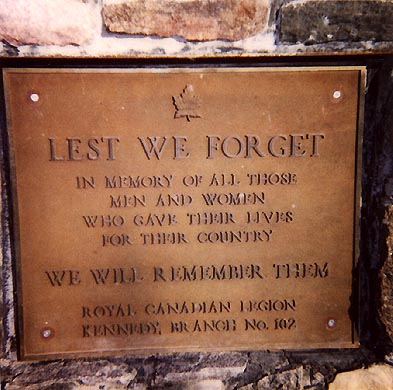 LEST WE FORGET
IN MEMORY OF ALL THOSE
MEN AND WOMEN
WHO GAVE THEIR LIVES
FOR THEIR COUNTRY
WE WILL REMEMBER THEM
ROYAL CANADIAN LEGION
KENNEDY, BRANCH No. 102